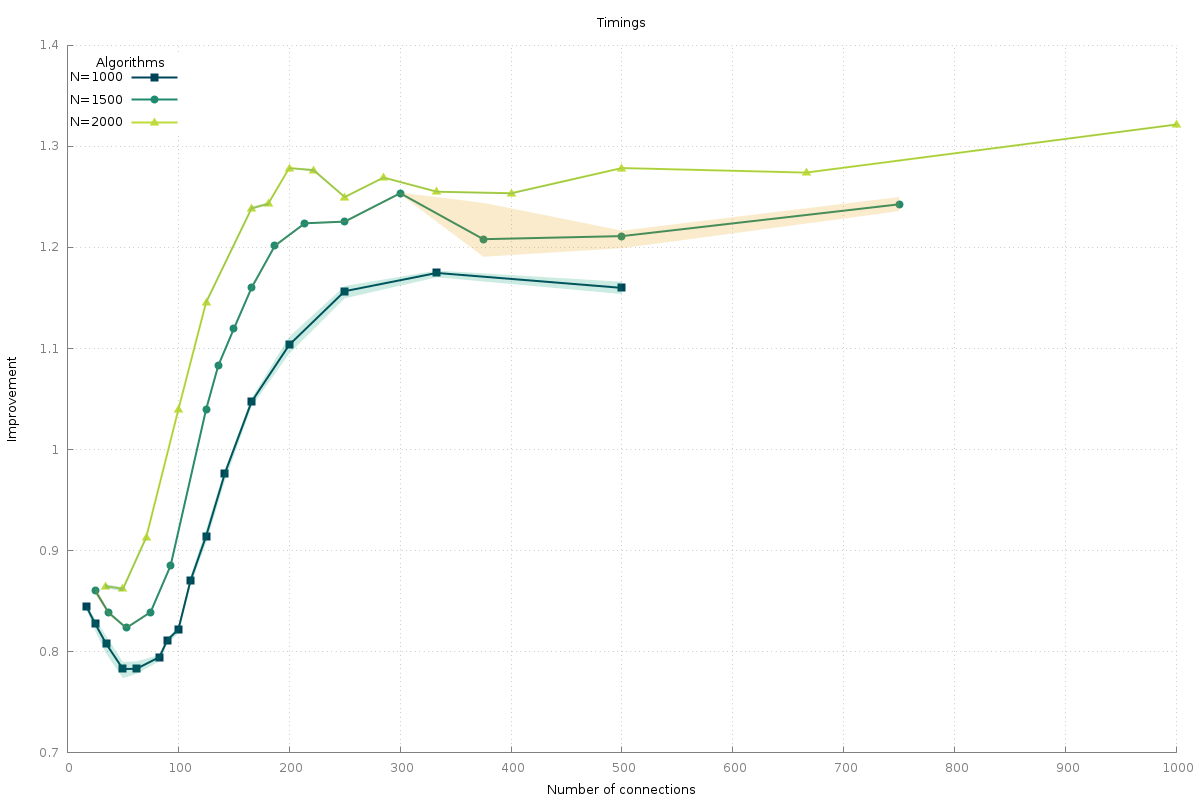 Timings
1.4
1.3
1.2
1.1
1
0.9
0.8
0.7
Improvement
Algorithms
N=1000
N=1500
N=2000
0 100 200 300 400 500 600 700 800 900 1000
Number of connections